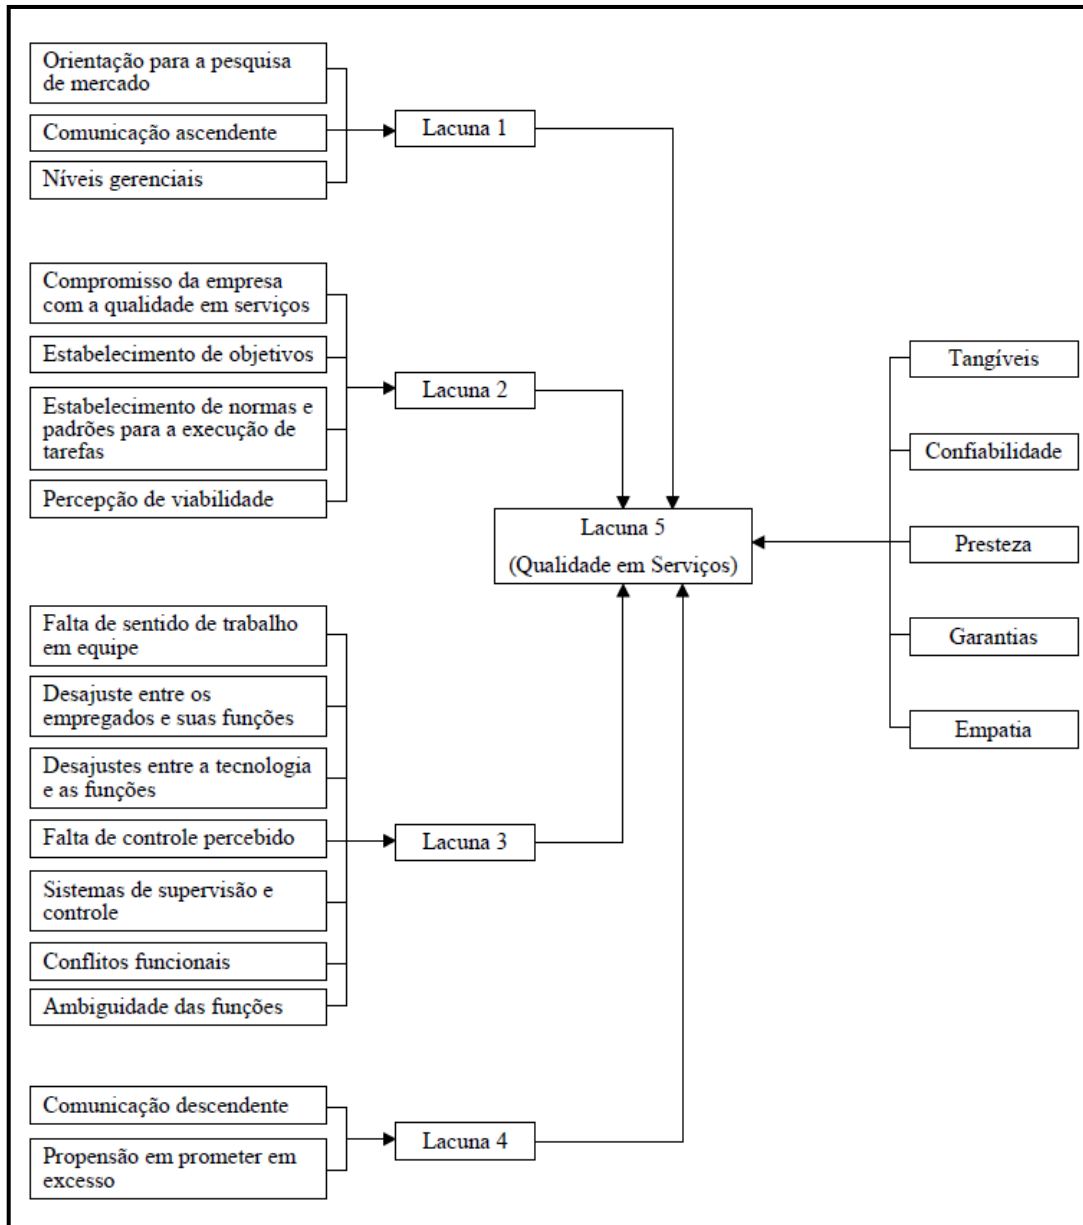 Orientação para a pesquisa
de mercado
Comunicação ascendente
Níveis gerenciais
Lacuna 1
Compromisso da empresa
com a qualidade em serviços
Estabelecimento de objetivos
Estabelecimento de normas e
padrões para a execução de
tarefas
Percepção de viabilidade
Lacuna 2
Falta de sentido de trabalho
em equipe
Desajuste entre os
empregados e suas funções
Desajustes entre a tecnologia
e as funções
Falta de controle percebido
Sistemas de supervisão e
controle
Conflitos funcionais
Ambiguidade das funções
Lacuna 3
Comunicação descendente
Propensão em prometer em
excesso
Lacuna 4
Lacuna 5
(Qualidade em Serviços)
Tangíveis
Confiabilidade
Presteza
Garantias
Empatia